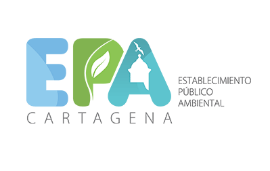 EPA
ESTABLECIMIENTO
PÚBLICO
AMBIENTAL
CARTAGENA